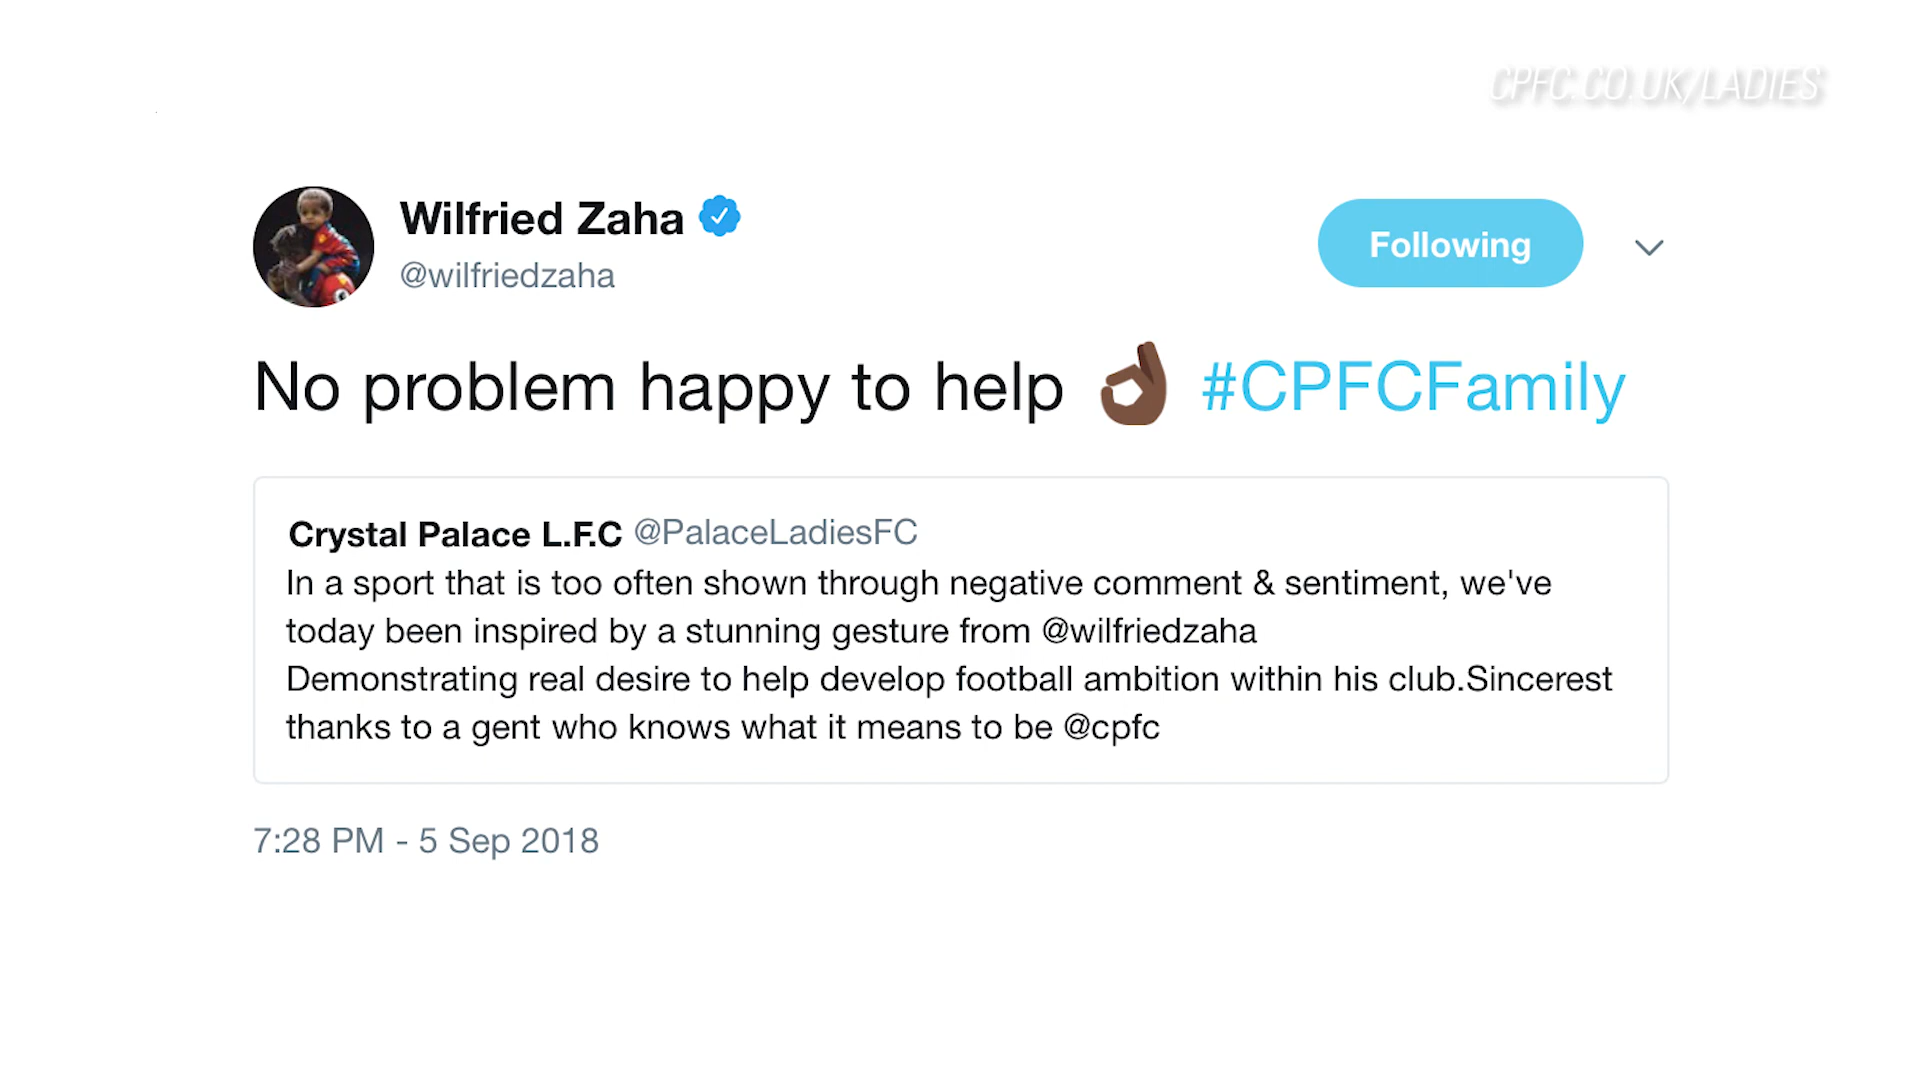 CPFC.CO.UK/LADIES
Wilfried Zaha
@wilfriedzaha
Following
No problem happy to help 👌🏿 #CPFCFamily
Crystal Palace L.F.C @PalaceLadiesFC
In a sport that is too often shown through negative comment & sentiment, we've
today been inspired by a stunning gesture from @wilfriedzaha
Demonstrating real desire to help develop football ambition within his club.Sincerest
thanks to a gent who knows what it means to be @cpfc
7:28 PM - 5 Sep 2018